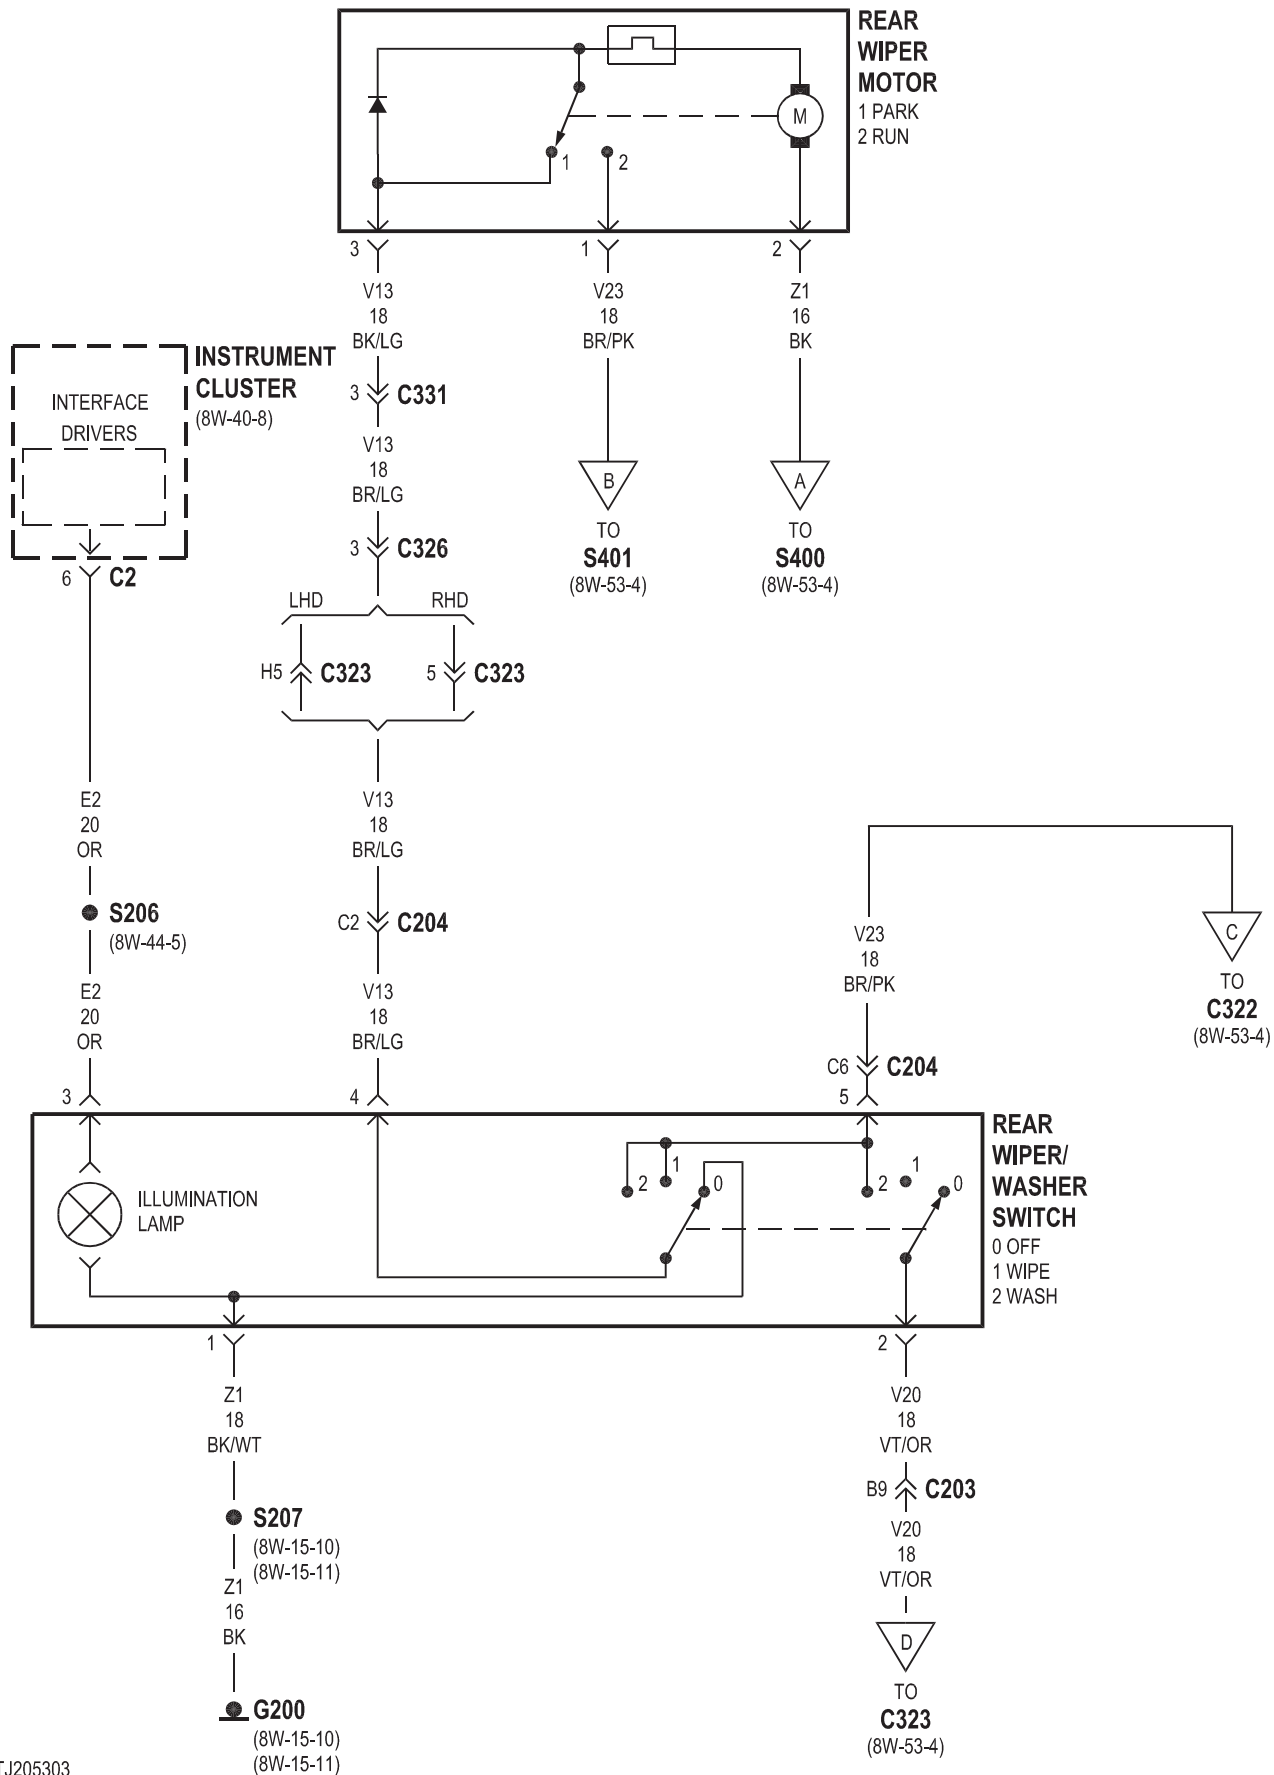 REAR
WIPER
MOTOR
1 PARK
2 RUN
M
1
2
3
1
2
V13
18
BK/LG
V23
18
BR/PK
Z1
16
BK
INSTRUMENT
CLUSTER
(8W-40-8)
INTERFACE
DRIVERS
3
C331
V13
18
BR/LG
B
A
TO
S401
(8W-53-4)
TO
S400
(8W-53-4)
3
C326
6
C2
LHD
RHD
H5
C323
5
C323
E2
20
OR
V13
18
BR/LG
S206
(8W-44-5)
C2
C204
V23
18
BR/PK
C
TO
C322
(8W-53-4)
E2
20
OR
V13
18
BR/LG
C6
C204
3
4
5
REAR
WIPER/
WASHER
SWITCH
0 OFF
1 WIPE
2 WASH
ILLUMINATION
LAMP
2
1
0
2
1
0
1
2
Z1
18
BK/WT
V20
18
VT/OR
S207
(8W-15-10)
(8W-15-11)
B9
C203
Z1
16
BK
V20
18
VT/OR
D
TO
C323
(8W-53-4)
G200
(8W-15-10)
(8W-15-11)
TJ205303